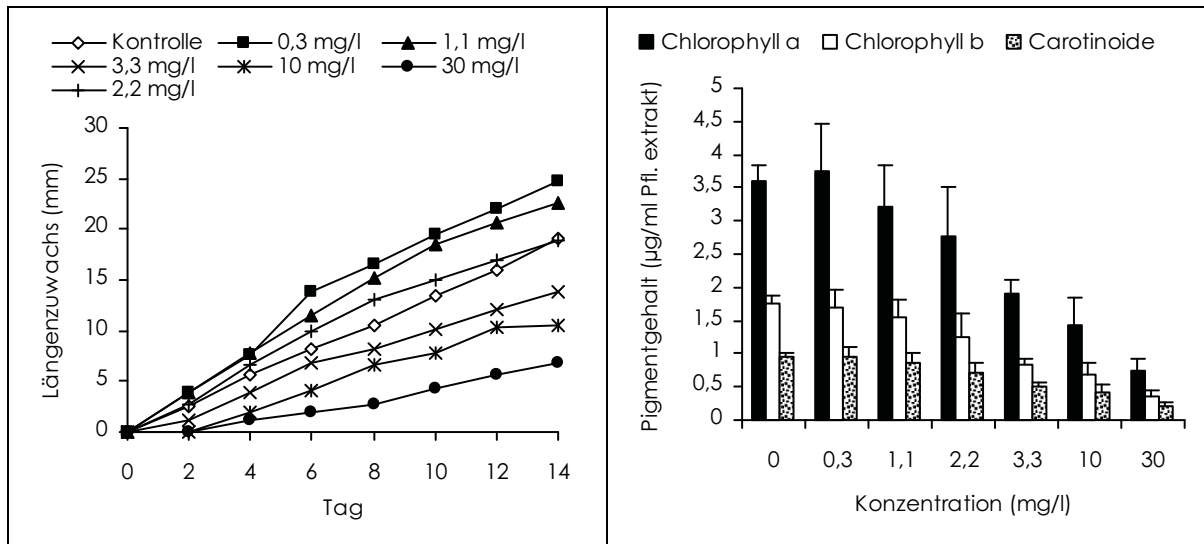 Kontrolle 0,3 mg/l 1,1 mg/l
3,3 mg/l 10 mg/l 30 mg/l
2,2 mg/l
30
25
20
15
10
5
0
Längenzuwachs (mm)
0 2 4 6 8 10 12 14
Tag
Chlorophyll a Chlorophyll b Carotinoide
5
4,5
4
3,5
3
2,5
2
1,5
1
0,5
0
Pigmentgehalt (µg/ml Pfl. extrakt)
0 0,3 1,1 2,2 3,3 10 30
Konzentration (mg/l)